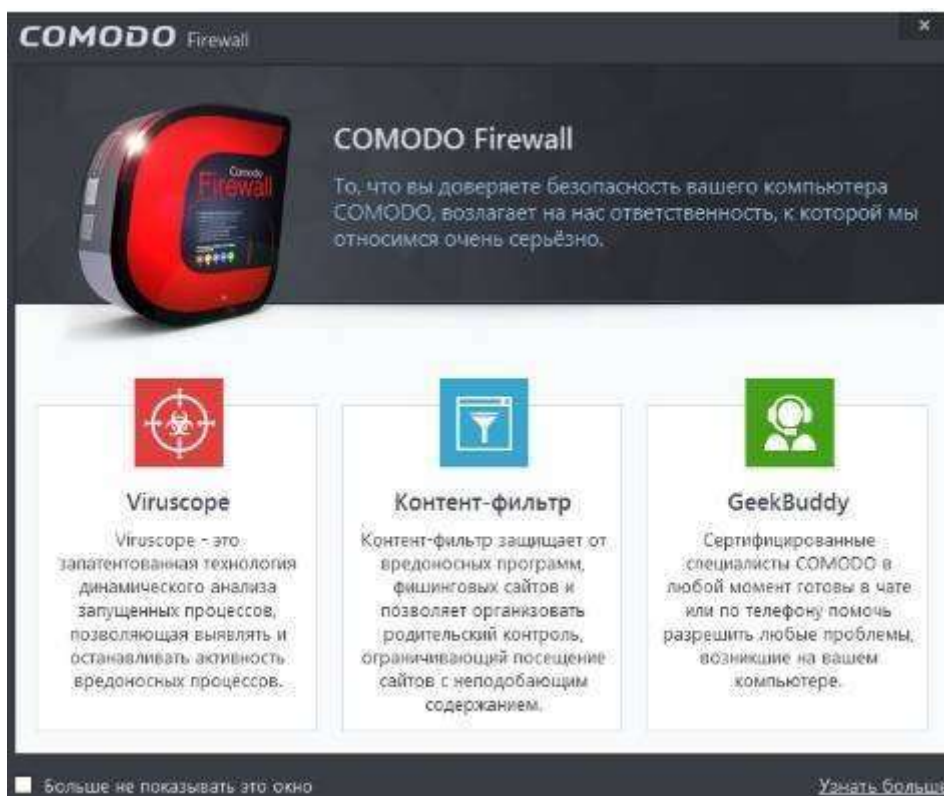 COMODO Firewall
Comodo
Firewall
COMODO Firewall
То, что вы доверяете безопасность вашего компьютера
COMODO, возлагает на нас ответственность, к которой мы
относимся очень серьёзно.
Viruscope
Viruscope - это
запатентованная технология
динамического анализа
запущенных процессов,
позволяющая выявлять и
останавливать активность
вредоносных процессов.
Контент-фильтр
Контент-фильтр защищает от
вредоносных программ,
фишинговых сайтов и
позволяет организовать
родительский контроль,
ограничивающий посещение
сайтов с неподобающим
содержанием.
GeekBuddy
Сертифицированные
специалисты COMODO в
любой момент готовы в чате
или по телефону помочь
разрешить любые проблемы,
возникшие на вашем
компьютере.
Больше не показывать это окно
Узнать больше